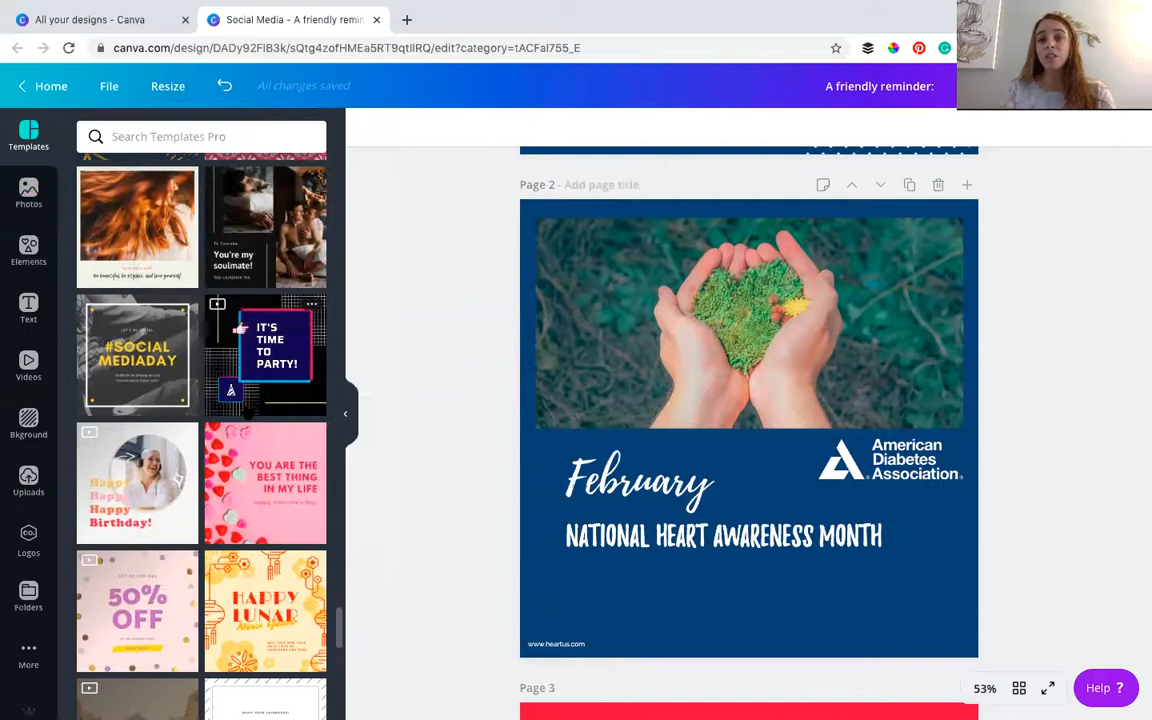 All your designs - Canva
Social Media - A friendly remin
canva.com/design/DADy92FIB3k/sQtg4zofHMEa5RT9qtIlRQ/edit?category=tACFal755_E
Home
File
Resize
All changes saved
A friendly reminder:
Templates
Photos
Elements
Text
Videos
Bkground
Uploads
Logos
co.
Folders
More
Search Templates Pro
You're my
soulmate!
#SOCIAL
MEDIADAY
IT'S
TIME
TO
PARTY!
Happy
Happy
Happy
Birthday!
YOU ARE THE
BEST THING
IN MY LIFE
50%
OFF
HAPPY
LUNAR
New Year
Page 2 - Add page title
American
Diabetes
Association®
February
NATIONAL HEART AWARENESS MONTH
www.heartus.com
Page 3
53%
Help ?